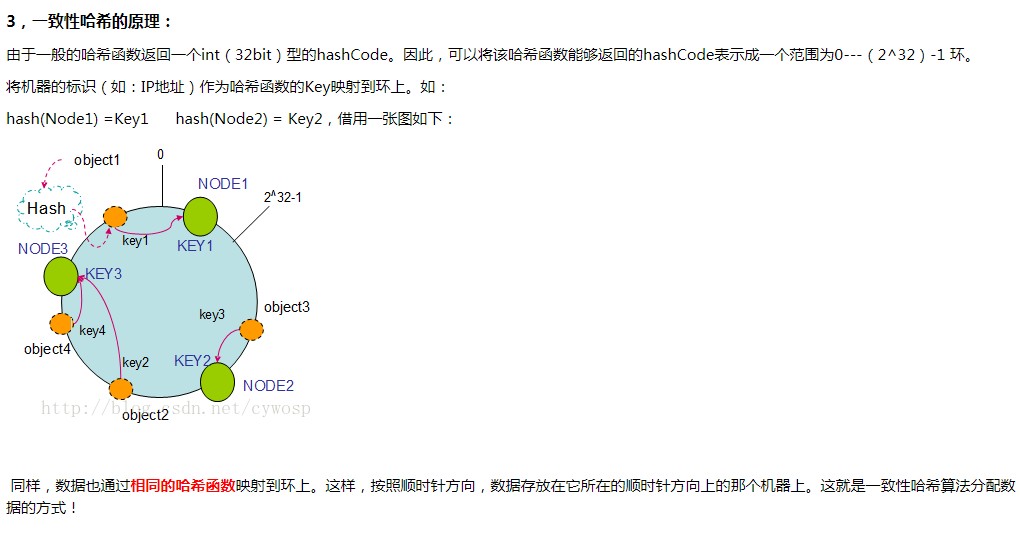 3，一致性哈希的原理：
由于一般的哈希函数返回一个int（32bit）型的hashCode。因此，可以将该哈希函数能够返回的hashCode表示成一个范围为0---（2^32）-1 环。
将机器的标识（如：IP地址）作为哈希函数的Key映射到环上。如：
hash(Node1) =Key1 hash(Node2) = Key2，借用一张图如下：
object1
0
NODE1
2^32-1
Hash
key1
KEY1
NODE3
KEY3
object3
key3
key4
object4
key2
KEY2
NODE2
http://blog.csdn.net/cywosp
object2
同样，数据也通过相同的哈希函数映射到环上。这样，按照顺时针方向，数据存放在它所在的顺时针方向上的那个机器上。这就是一致性哈希算法分配数
据的方式！